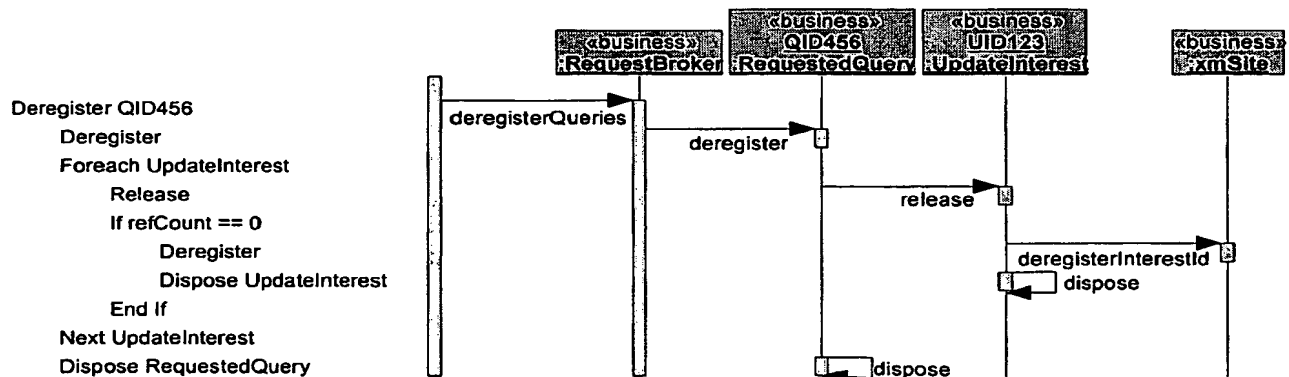 «business»
:RequestBroker
«business»
QID456
:RequestedQuery
«business»
UID123
:UpdateInterest
«business»
:xmSite
Deregister QID456
Deregister
Foreach UpdateInterest
Release
If refCount == 0
Deregister
Dispose UpdateInterest
End If
Next UpdateInterest
Dispose RequestedQuery
deregisterQueries
deregister
release
deregisterInterestId
dispose
dispose